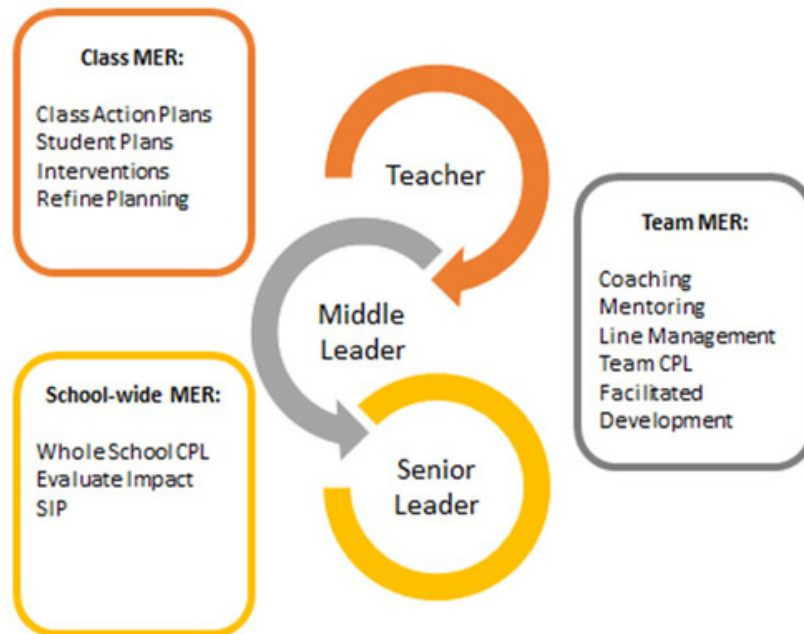 Class MER:
Class Action Plans
Student Plans
Interventions
Refine Planning
Teacher
Team MER:
Coaching
Mentoring
Line Management
Team CPL
Facilitated
Development
Middle
Leader
School-wide MER:
Whole School CPL
Evaluate Impact
SIP
Senior
Leader